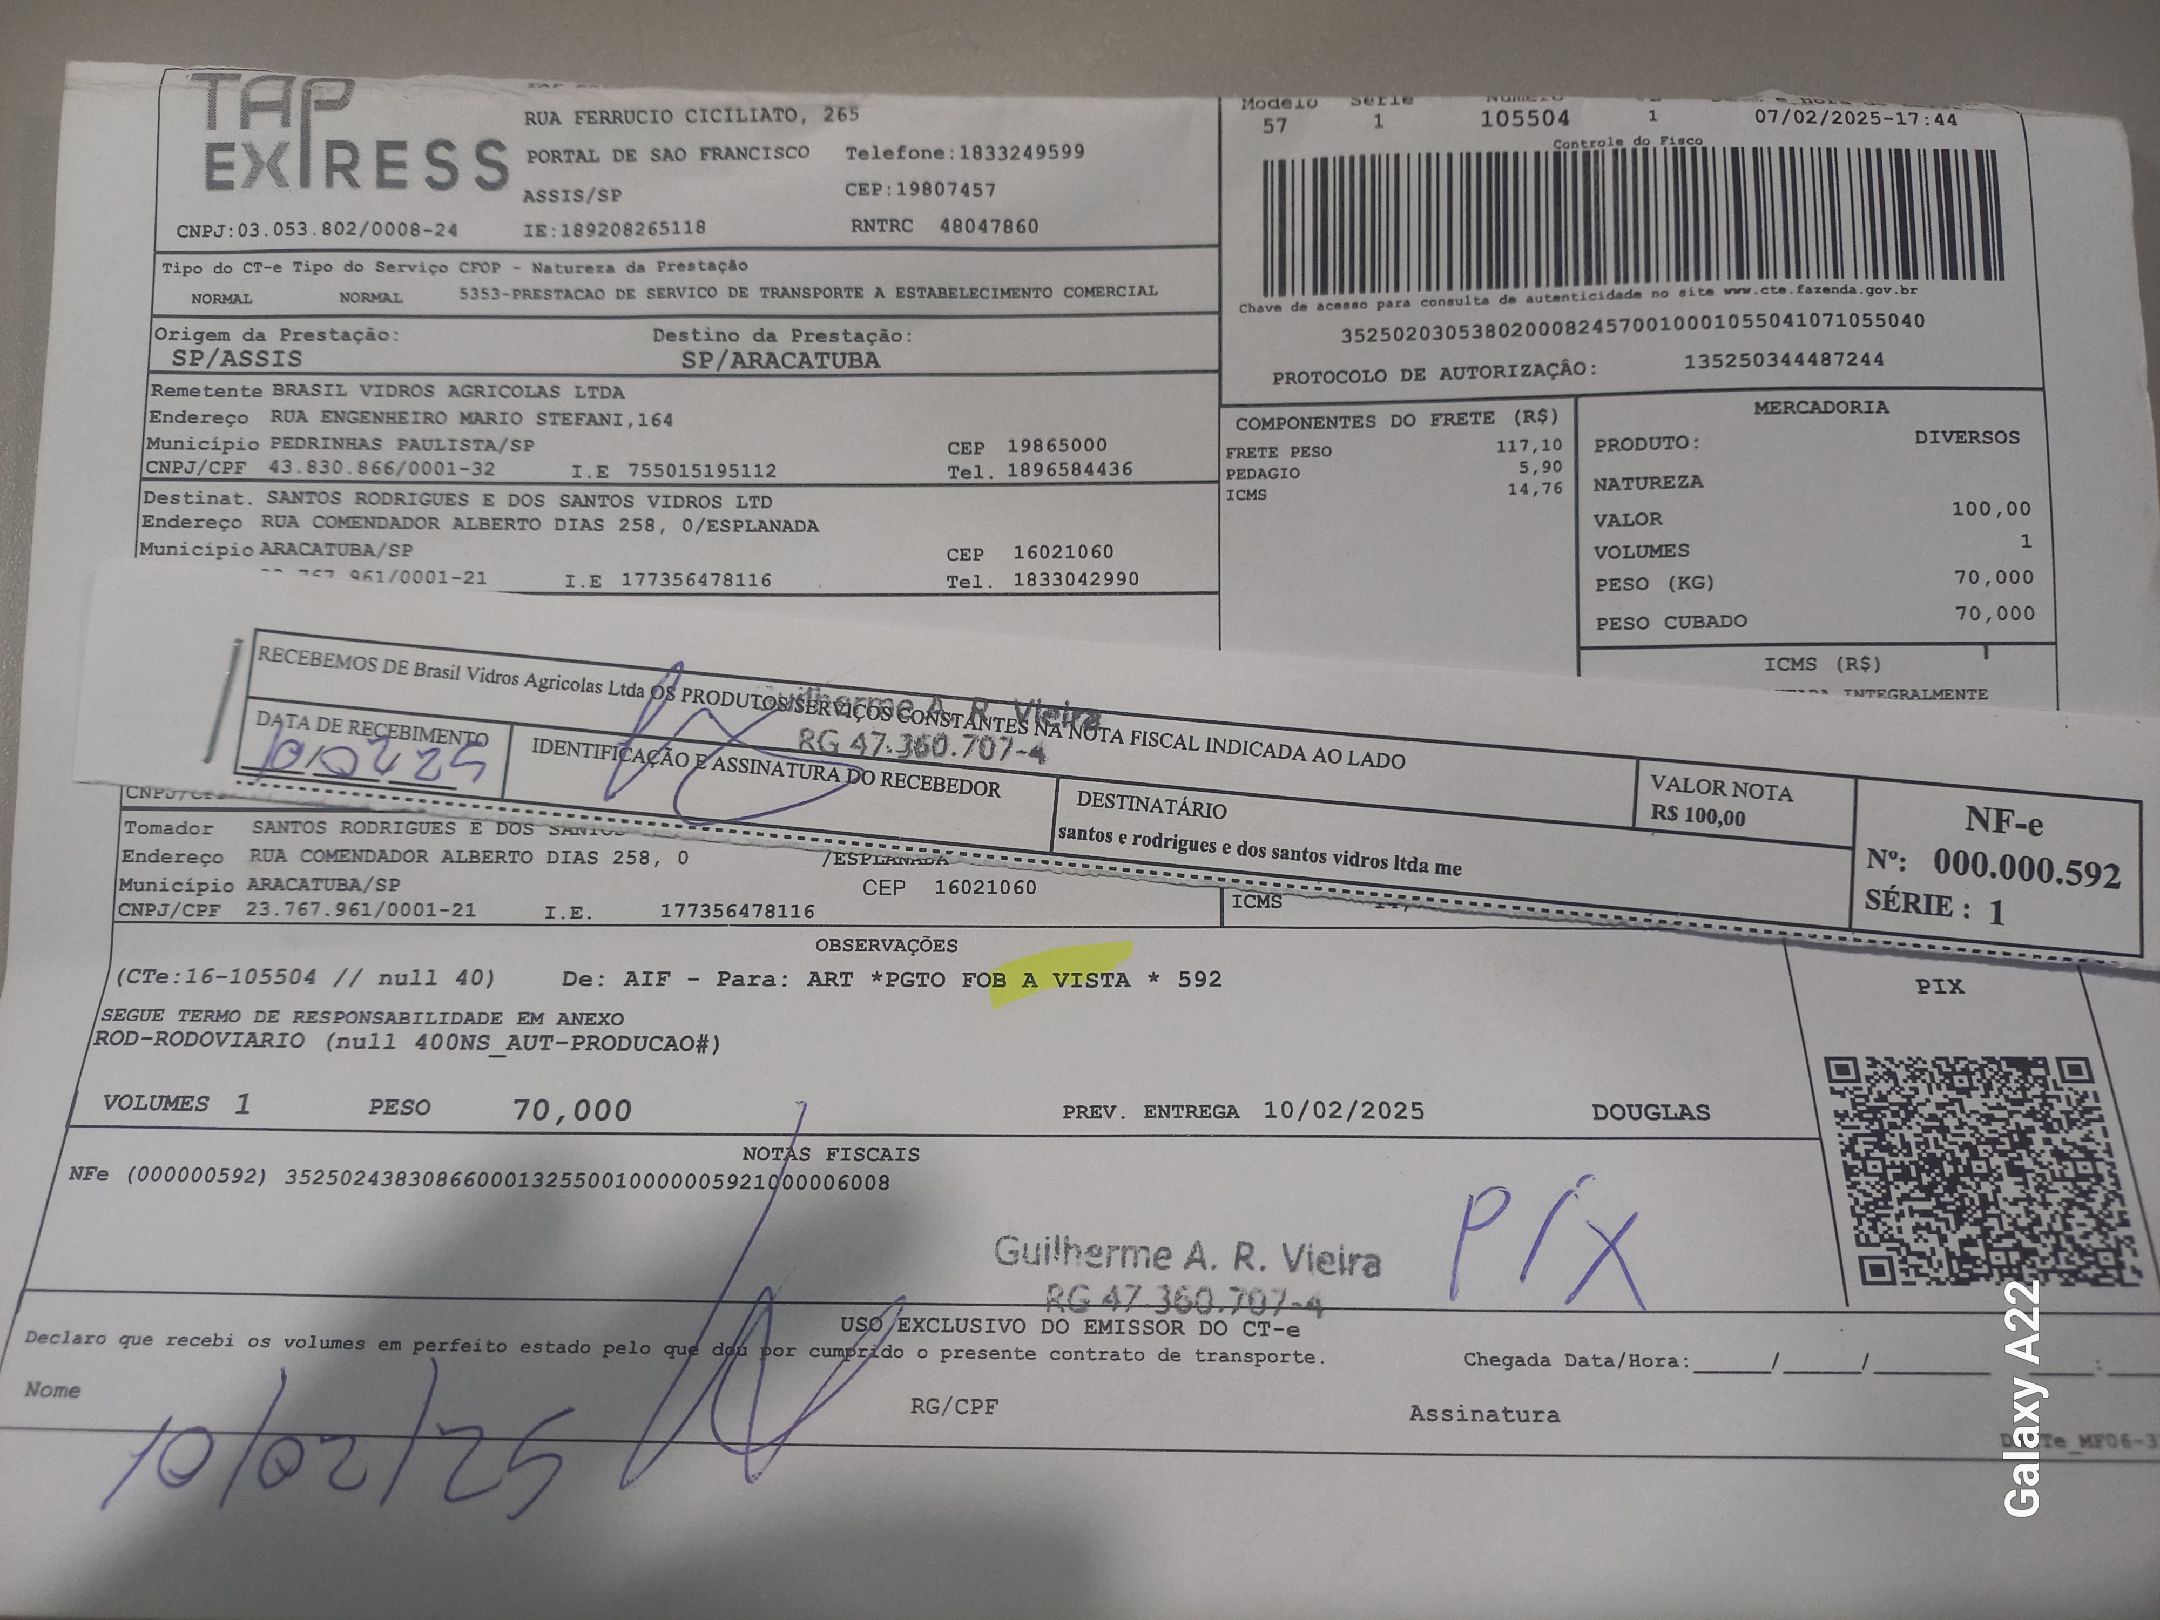 TAP
EXPRESS
RUA FERRUCIO CICILIATO, 265
PORTAL DE SAO FRANCISCO Telefone:1833249599
ASSIS/SP CEP:19807457
CNPJ:03.053.802/0008-24 IE:189208265118 RNTRC 48047860
Modelo Serie Numero
57 1 105504 1 07/02/2025-17:44
Controle do Fisco
Chave de acesso para consulta de autenticidade no site www.cte.fazenda.gov.br
35250203053802000824570010001055041071055040
PROTOCOLO DE AUTORIZAÇÂO: 135250344487244
Tipo do CT-e Tipo do Serviço CFOP - Natureza da Prestação
NORMAL NORMAL 5353-PRESTACAO DE SERVICO DE TRANSPORTE A ESTABELECIMENTO COMERCIAL
Origem da Prestação: Destino da Prestação:
SP/ASSIS SP/ARACATUBA
Remetente BRASIL VIDROS AGRICOLAS LTDA
Endereço RUA ENGENHEIRO MARIO STEFANI,164
Município PEDRINHAS PAULISTA/SP CEP 19865000
CNPJ/CPF 43.830.866/0001-32 I.E 755015195112 Tel. 1896584436
Destinat. SANTOS RODRIGUES E DOS SANTOS VIDROS LTD
Endereço RUA COMENDADOR ALBERTO DIAS 258, 0/ESPLANADA
Município ARACATUBA/SP CEP 16021060
961/0001-21 I.E 177356478116 Tel. 1833042990
COMPONENTES DO FRETE (R$)
FRETE PESO 117,10
PEDAGIO 5,90
ICMS 14,76
MERCADORIA
PRODUTO: DIVERSOS
NATUREZA
VALOR 100,00
VOLUMES 1
PESO (KG) 70,000
PESO CUBADO 70,000
ICMS (R$)
INTEGRALMENTE
RECEBEMOS DE Brasil Vidros Agricolas Ltda OS PRODUTOS/SERVIÇOS CONSTANTES NA NOTA FISCAL INDICADA AO LADO
Guilherme A. R. Vieira
RG 47.360.707-4
DATA DE RECEBIMENTO
10/02/25
IDENTIFICAÇÃO E ASSINATURA DO RECEBEDOR
DESTINATÁRIO
santos e rodrigues e dos santos vidros ltda me
VALOR NOTA
R$ 100,00
NF-e
Nº: 000.000.592
SÉRIE : 1
Tomador SANTOS RODRIGUES E DOS SANTOS
Endereço RUA COMENDADOR ALBERTO DIAS 258, 0 /ESPLANADA
Município ARACATUBA/SP CEP 16021060
CNPJ/CPF 23.767.961/0001-21 I.E. 177356478116
ICMS
OBSERVAÇÕES
(CTe:16-105504 // null 40) De: AIF - Para: ART *PGTO FOB A VISTA * 592
SEGUE TERMO DE RESPONSABILIDADE EM ANEXO
ROD-RODOVIARIO (null 400NS_AUT-PRODUCAO#)
PIX
VOLUMES 1 PESO 70,000 PREV. ENTREGA 10/02/2025 DOUGLAS
NOTAS FISCAIS
NFe (000000592) 35250243830866000132550010000005921000006008
Pix
Guilherme A. R. Vieira
RG 47.360.707-4
USO EXCLUSIVO DO EMISSOR DO CT-e
Declaro que recebi os volumes em perfeito estado pelo que dou por cumprido o presente contrato de transporte. Chegada Data/Hora:_____/_____/
Nome RG/CPF Assinatura
10/02/25
Galaxy A22